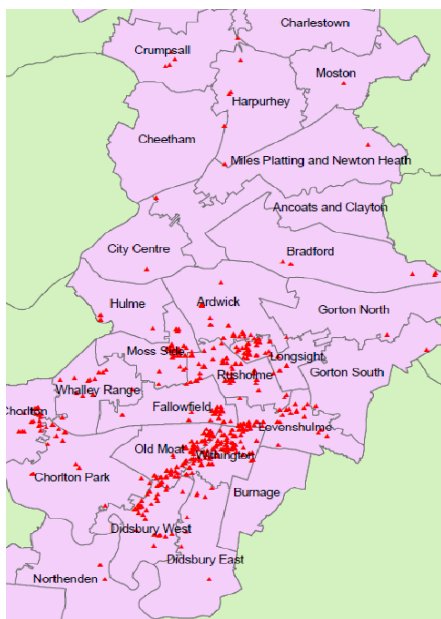 Charlestown
Crumpsall
Moston
Harpurhey
Cheetham
Miles Platting and Newton Heath
Ancoats and Clayton
City Centre
Bradford
Hulme
Ardwick
Gorton North
Moss Side
Longsight
Rusholme
Gorton South
Whalley Range
Chorlton
Fallowfield
Levenshulme
Old Moat
Withington
Chorlton Park
Burnage
Didsbury West
Didsbury East
Northenden